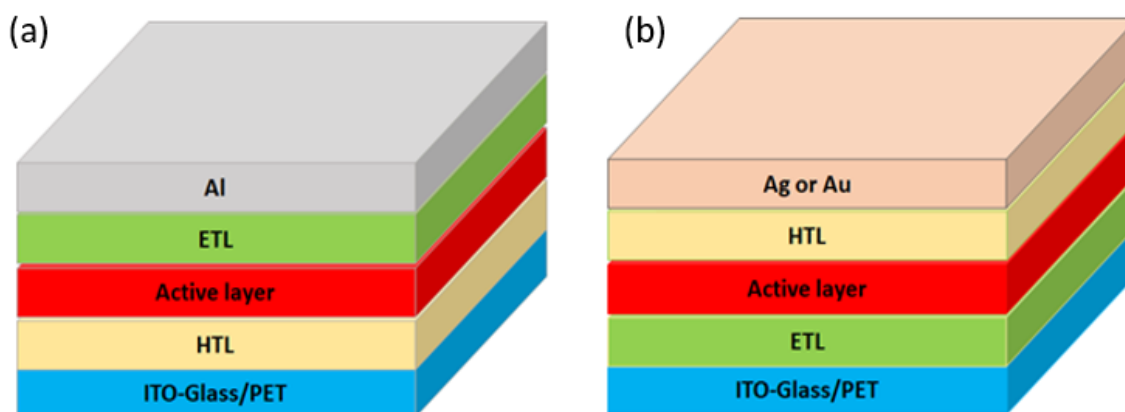 (a)
Al
ETL
Active layer
HTL
ITO-Glass/PET
(b)
Ag or Au
HTL
Active layer
ETL
ITO-Glass/PET